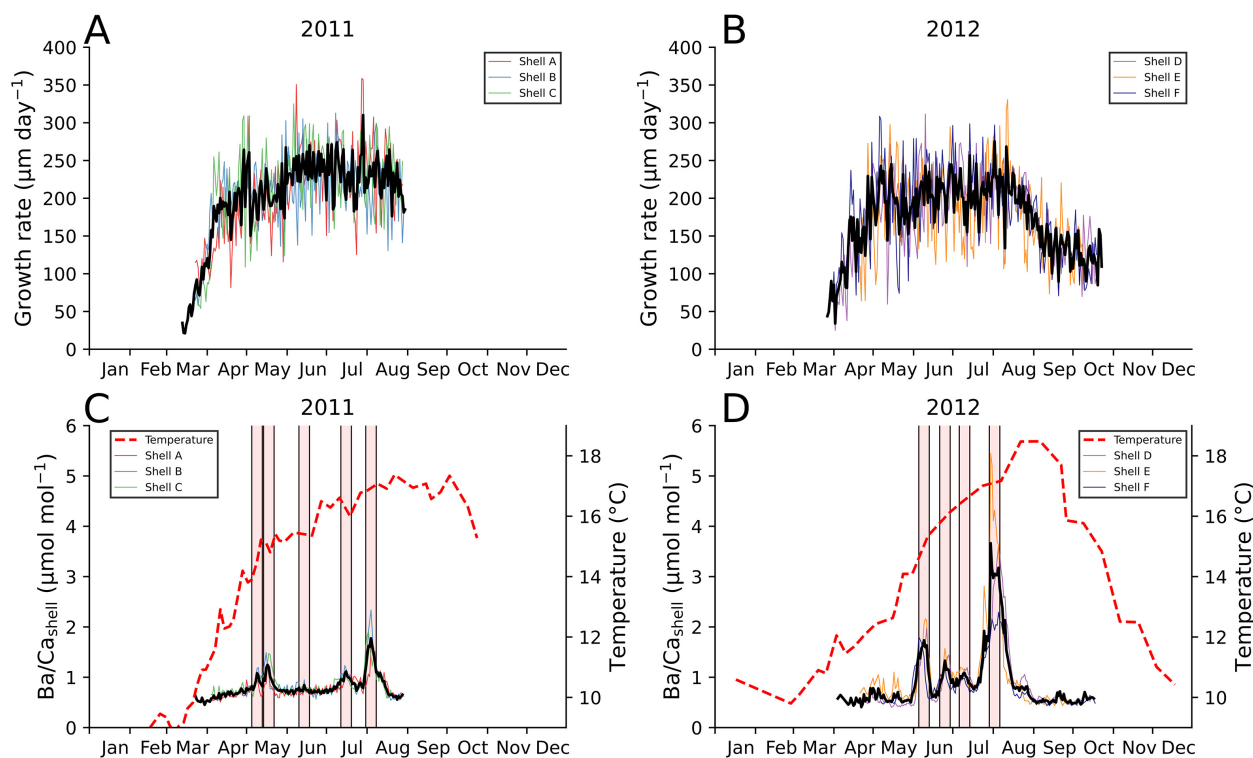 A
2011
400
350
300
250
200
150
100
50
0
Growth rate (μm day⁻¹)
Shell A
Shell B
Shell C
Jan Feb Mar Apr May Jun Jul Aug Sep Oct Nov Dec
B
2012
400
350
300
250
200
150
100
50
0
Growth rate (μm day⁻¹)
Shell D
Shell E
Shell F
Jan Feb Mar Apr May Jun Jul Aug Sep Oct Nov Dec
C
2011
6
5
4
3
2
1
0
Ba/Ca_shell (μmol mol⁻¹)
Temperature
Shell A
Shell B
Shell C
18
16
14
12
10
Temperature (°C)
Jan Feb Mar Apr May Jun Jul Aug Sep Oct Nov Dec
D
2012
6
5
4
3
2
1
0
Ba/Ca_shell (μmol mol⁻¹)
Temperature
Shell D
Shell E
Shell F
18
16
14
12
10
Temperature (°C)
Jan Feb Mar Apr May Jun Jul Aug Sep Oct Nov Dec